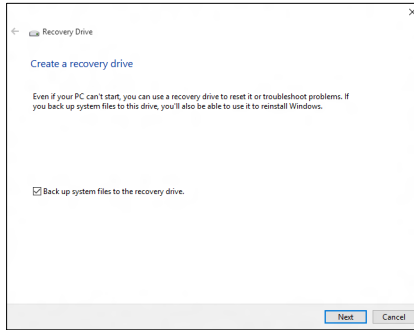 Recovery Drive
Create a recovery drive
Even if your PC can't start, you can use a recovery drive to reset it or troubleshoot problems. If
you back up system files to this drive, you'll also be able to use it to reinstall Windows.
Back up system files to the recovery drive.
Next Cancel